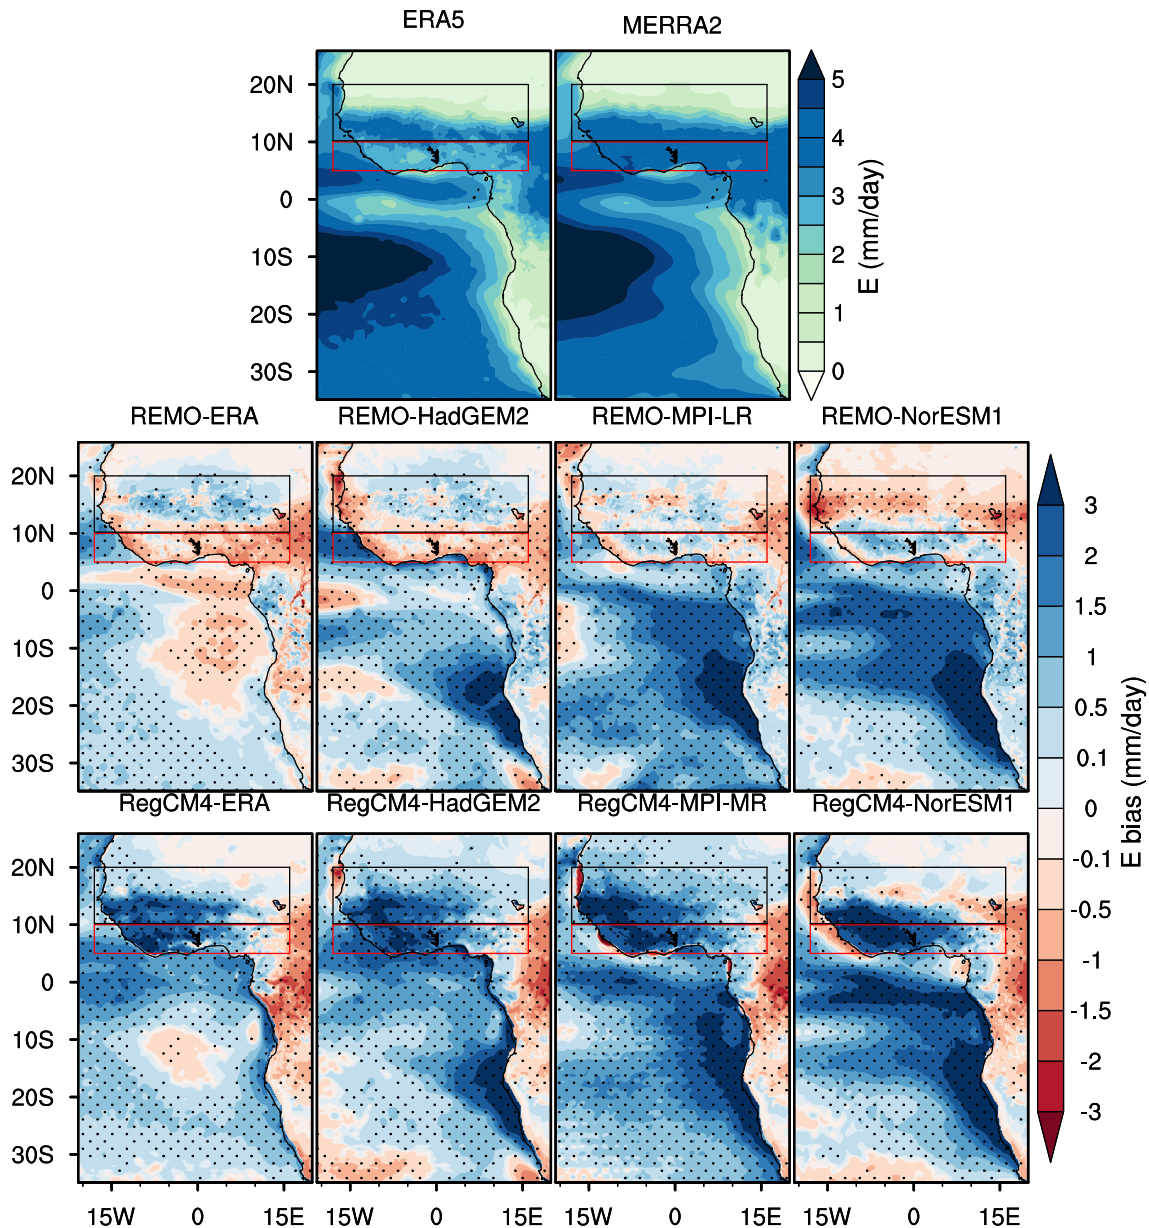 ERA5 MERRA2
20N
10N
0
10S
20S
30S
5
4
3
2
1
0
E (mm/day)
REMO-ERA REMO-HadGEM2 REMO-MPI-LR REMO-NorESM1
20N
10N
0
10S
20S
30S
RegCM4-ERA RegCM4-HadGEM2 RegCM4-MPI-MR RegCM4-NorESM1
20N
10N
0
10S
20S
30S
15W 0 15E 15W 0 15E 15W 0 15E 15W 0 15E
3
2
1.5
1
0.5
0.1
0
-0.1
-0.5
-1
-1.5
-2
-3
E bias (mm/day)